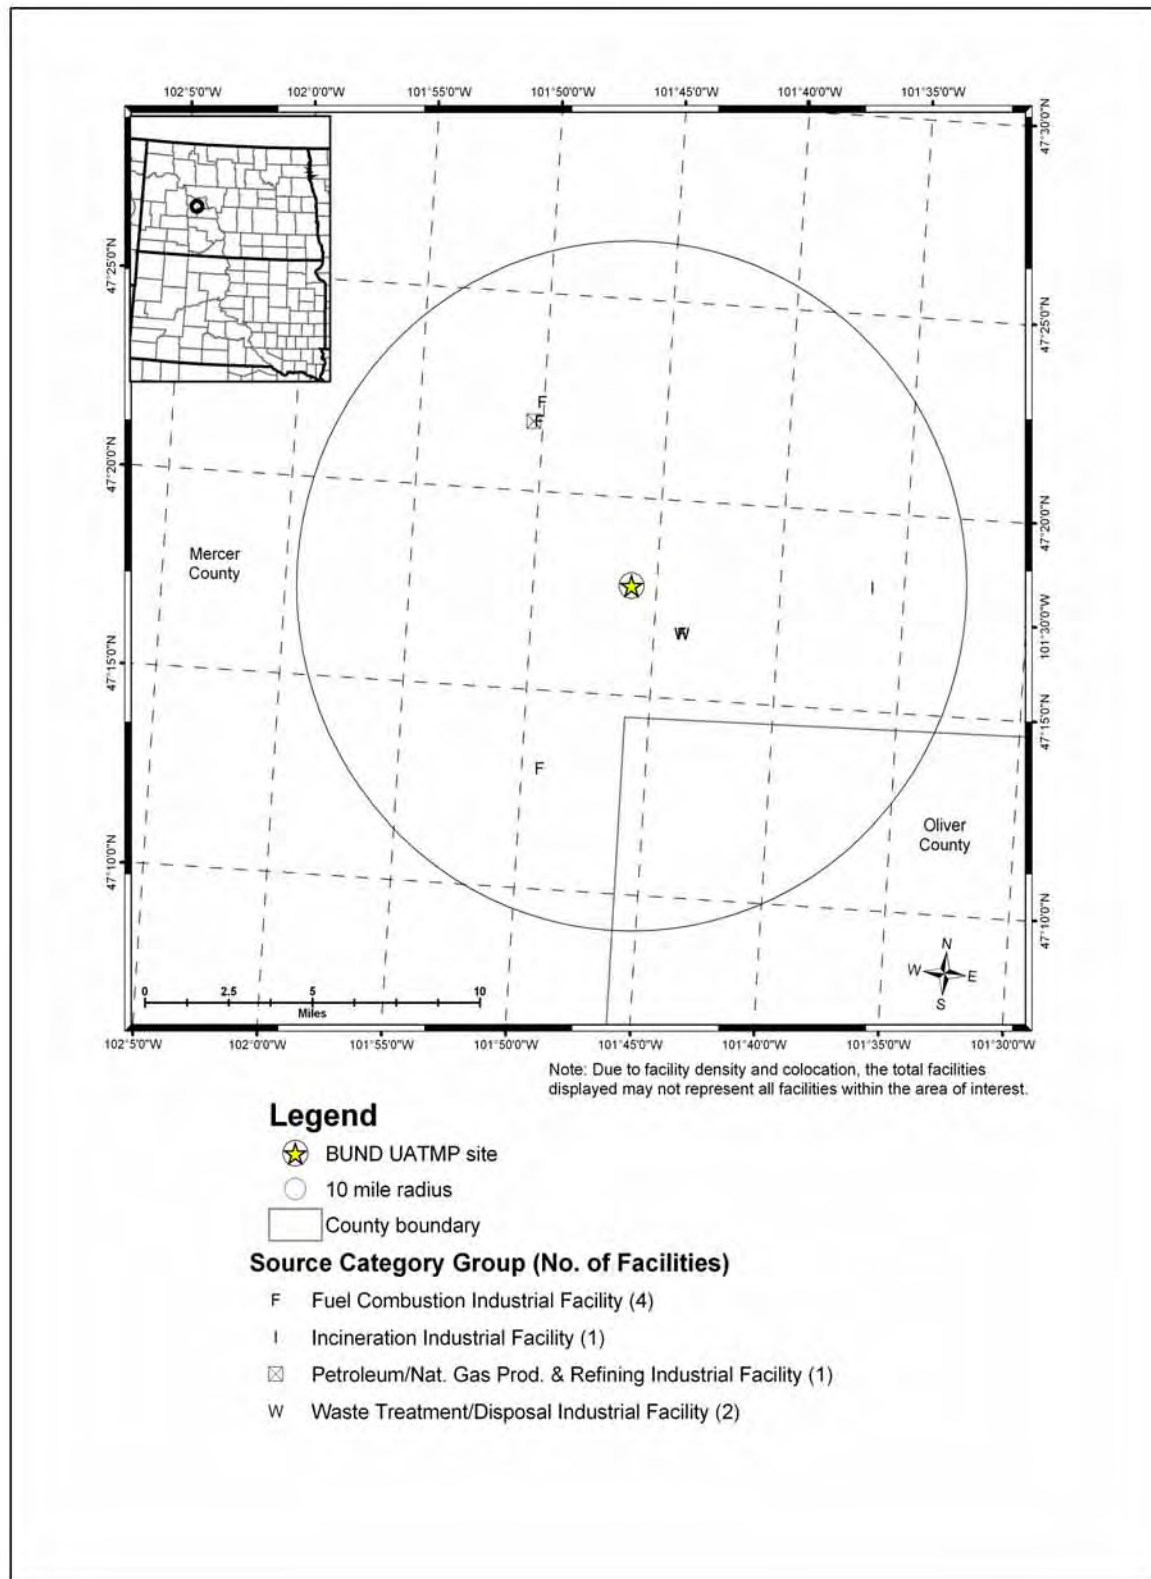 102°5'0"W 102°0'0"W 101°55'0"W 101°50'0"W 101°45'0"W 101°40'0"W 101°35'0"W
47°30'0"N
47°25'0"N
47°25'0"N
F
F
47°20'0"N
47°20'0"N
Mercer
County
I
101°30'0"W
W
47°15'0"N
47°15'0"N
F
Oliver
County
47°10'0"N
47°10'0"N
N
W E
S
0 2.5 5 10
Miles
102°5'0"W 102°0'0"W 101°55'0"W 101°50'0"W 101°45'0"W 101°40'0"W 101°35'0"W 101°30'0"W
Note: Due to facility density and colocation, the total facilities
displayed may not represent all facilities within the area of interest.
Legend
BUND UATMP site
10 mile radius
County boundary
Source Category Group (No. of Facilities)
F Fuel Combustion Industrial Facility (4)
I Incineration Industrial Facility (1)
Petroleum/Nat. Gas Prod. & Refining Industrial Facility (1)
W Waste Treatment/Disposal Industrial Facility (2)